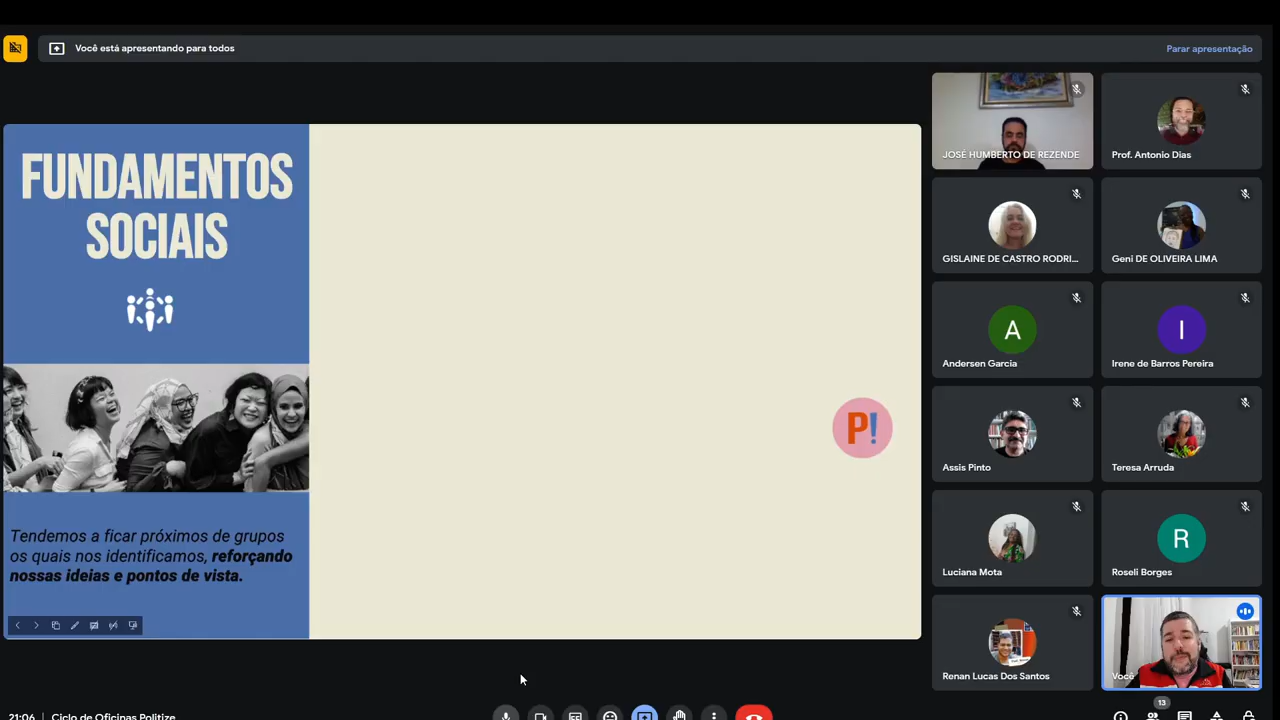 Você está apresentando para todos
Parar apresentação
FUNDAMENTOS
SOCIAIS
Tendemos a ficar próximos de grupos
os quais nos identificamos, reforçando
nossas ideias e pontos de vista.
P!
JOSÉ HUMBERTO DE REZENDE
Prof. Antonio Dias
GISLAINE DE CASTRO RODRI...
Geni DE OLIVEIRA LIMA
A
Andersen Garcia
I
Irene de Barros Pereira
Assis Pinto
Teresa Arruda
Luciana Mota
R
Roseli Borges
Renan Lucas Dos Santos
Você
13
21:06 | Ciclo de Oficinas Politize